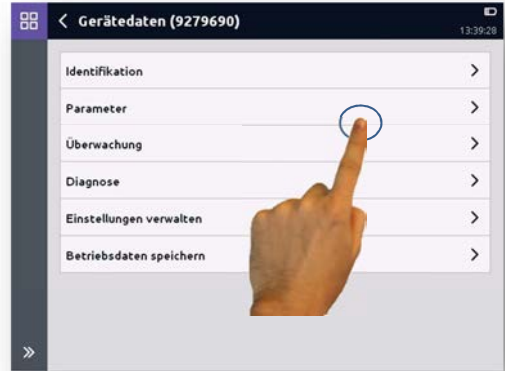 Gerätedaten (9279690)
13:39:28
Identifikation
Parameter
Überwachung
Diagnose
Einstellungen verwalten
Betriebsdaten speichern